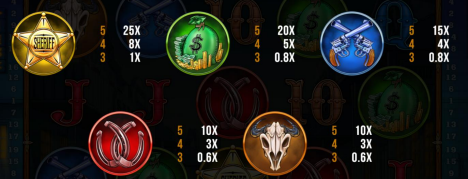 SHERIFF
5 25X
4 8X
3 1X
5 20X
4 5X
3 0.8X
5 15X
4 4X
3 0.8X
5 10X
4 3X
3 0.6X
5 10X
4 3X
3 0.6X